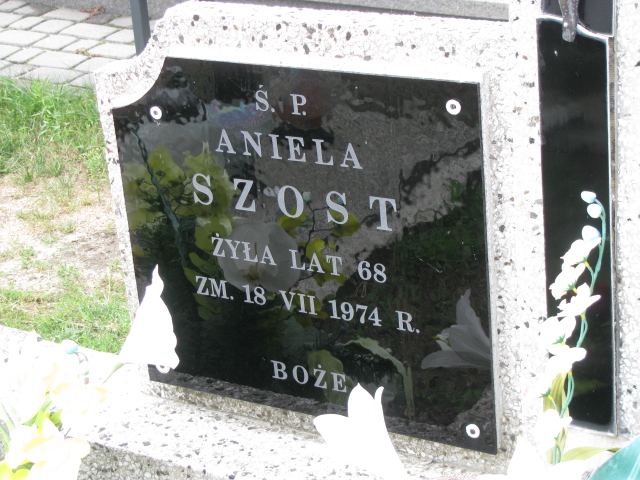 Ś. P.
ANIELA
SZOST
ŻYŁA LAT 68
ZM. 18 VII 1974 R.
BOŻE